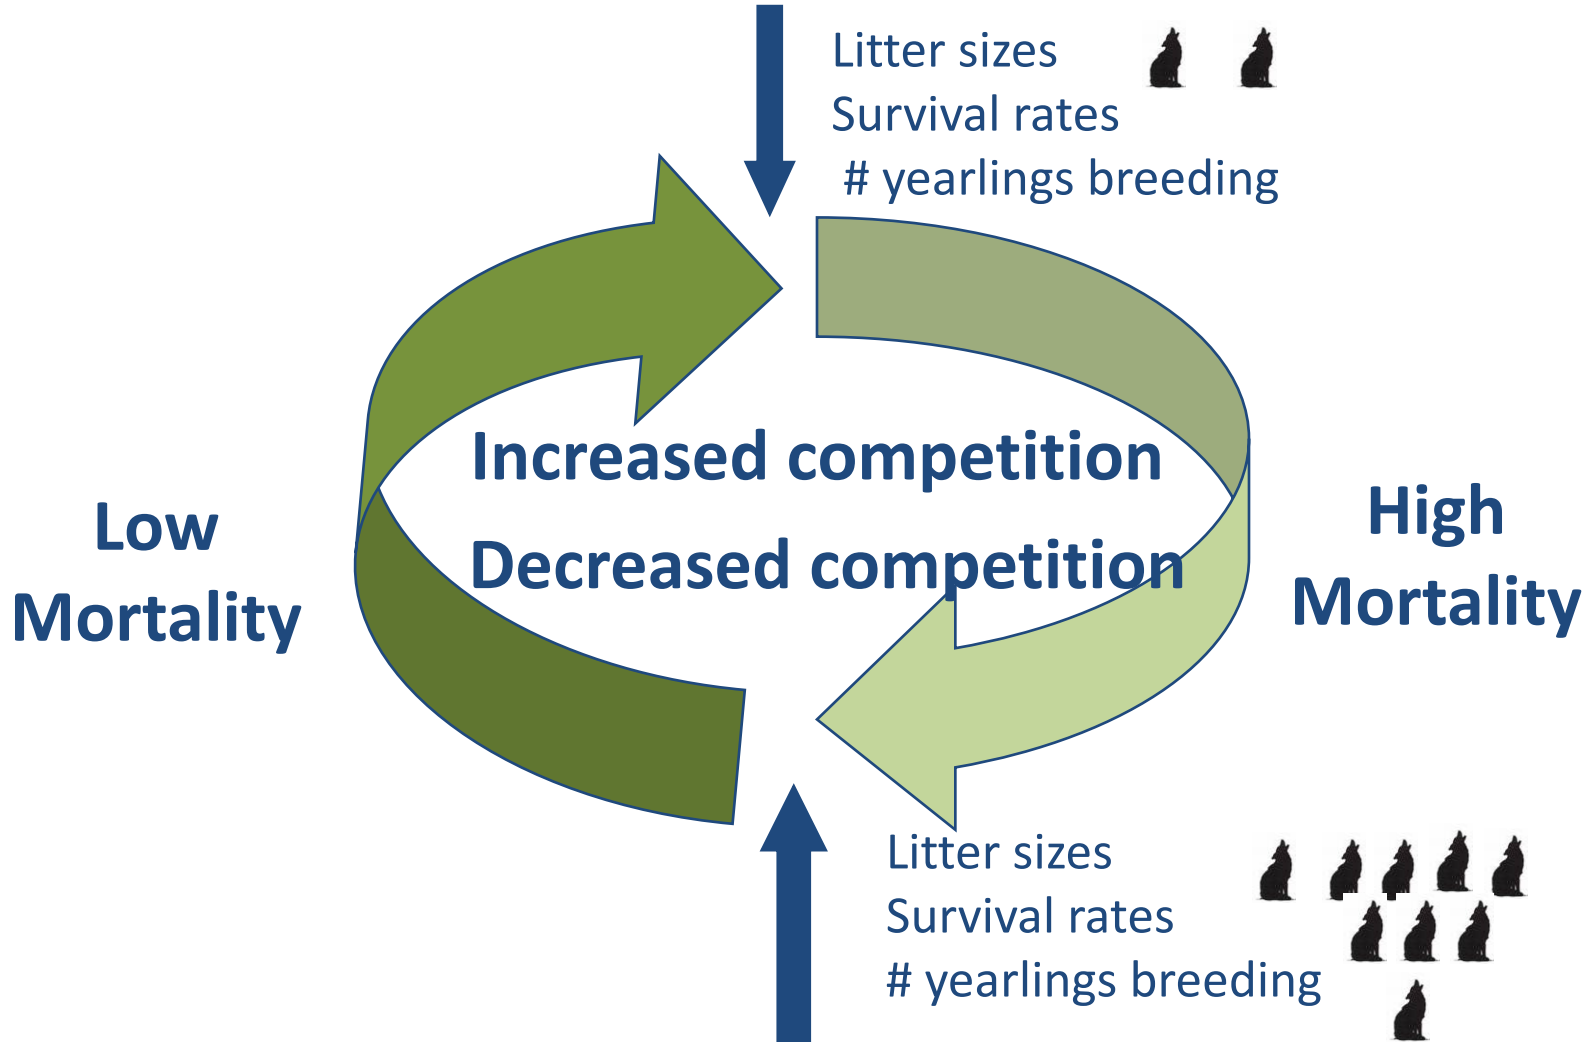 Litter sizes
Survival rates
# yearlings breeding
Increased competition
Decreased competition
Low
Mortality
High
Mortality
Litter sizes
Survival rates
# yearlings breeding